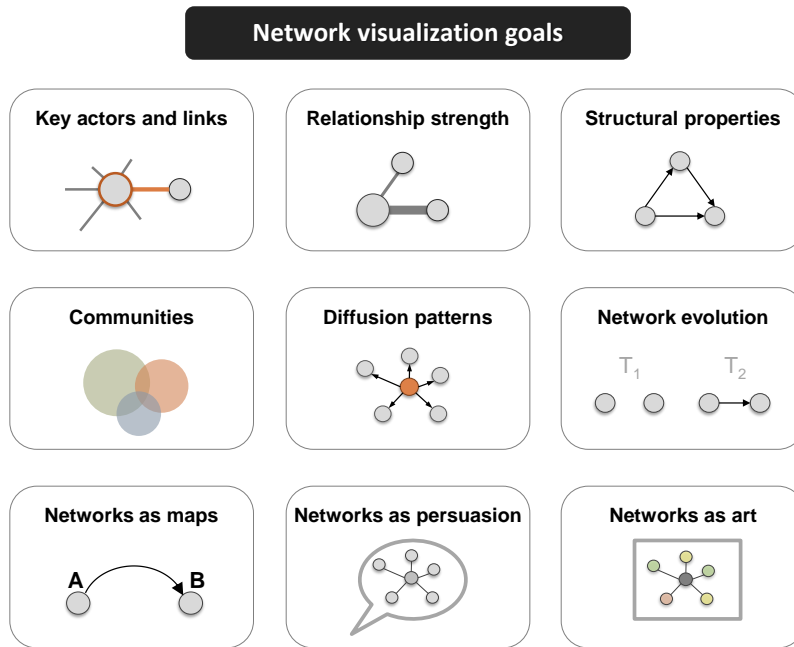 Network visualization goals
Key actors and links
Relationship strength
Structural properties
Communities
Diffusion patterns
Network evolution
T1
T2
Networks as maps
A
B
Networks as persuasion
Networks as art